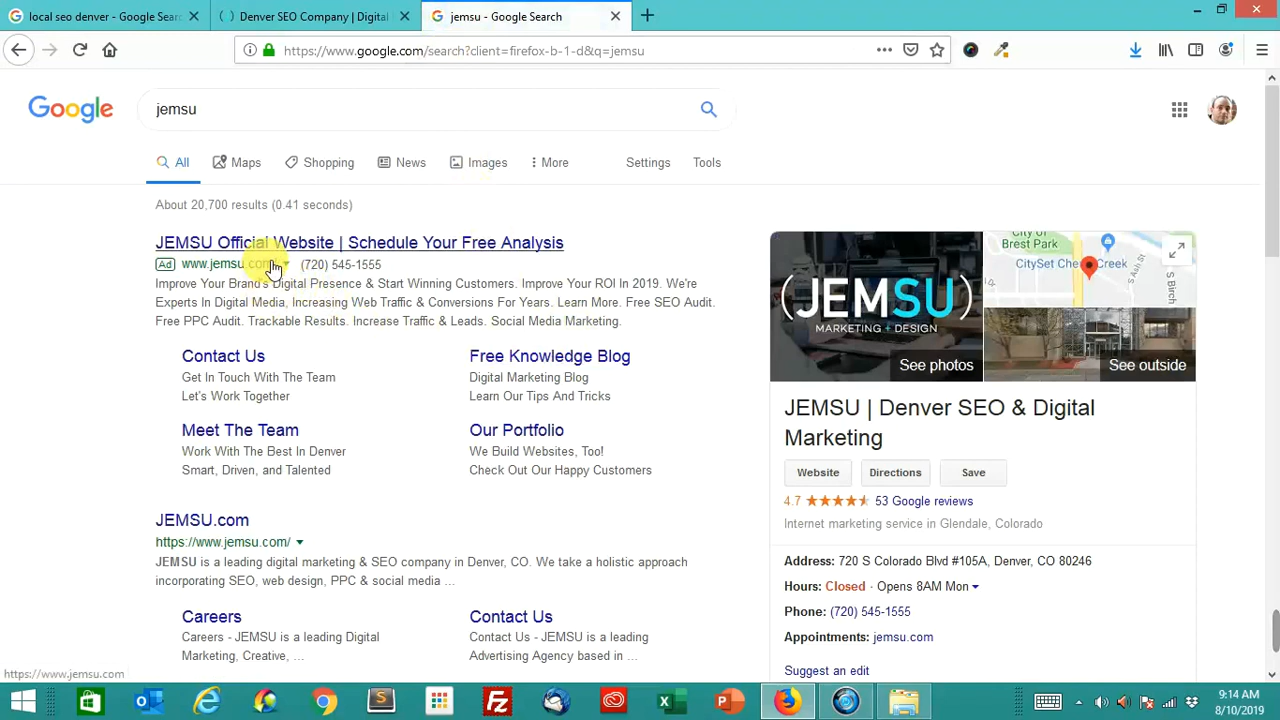 local seo denver - Google Sear
Denver SEO Company | Digital
jemsu - Google Search
https://www.google.com/search?client=firefox-b-1-d&q=jemsu
Google
jemsu
All
Maps
Shopping
News
Images
More
Settings
Tools
About 20,700 results (0.41 seconds)
JEMSU Official Website | Schedule Your Free Analysis
Ad www.jemsu.com/ (720) 545-1555
Improve Your Brand's Digital Presence & Start Winning Customers. Improve Your ROI In 2019. We're
Experts In Digital Media, Increasing Web Traffic & Conversions For Years. Learn More. Free SEO Audit.
Free PPC Audit. Trackable Results. Increase Traffic & Leads. Social Media Marketing.
Contact Us
Get In Touch With The Team
Let's Work Together
Free Knowledge Blog
Digital Marketing Blog
Learn Our Tips And Tricks
Meet The Team
Work With The Best In Denver
Smart, Driven, and Talented
Our Portfolio
We Build Websites, Too!
Check Out Our Happy Customers
JEMSU.com
https://www.jemsu.com/
JEMSU is a leading digital marketing & SEO company in Denver, CO. We take a holistic approach
incorporating SEO, web design, PPC & social media ...
Careers
Careers - JEMSU is a leading Digital
Marketing, Creative, ...
Contact Us
Contact Us - JEMSU is a leading
Advertising Agency based in ...
(JEMSU)
MARKETING + DESIGN
See photos
City Of
Brest Park
CitySet Cherry Creek
S Ash St
S Birch
See outside
JEMSU | Denver SEO & Digital
Marketing
Website
Directions
Save
4.7 53 Google reviews
Internet marketing service in Glendale, Colorado
Address: 720 S Colorado Blvd #105A, Denver, CO 80246
Hours: Closed · Opens 8AM Mon
Phone: (720) 545-1555
Appointments: jemsu.com
Suggest an edit
https://www.jemsu.com
9:14 AM
8/10/2019